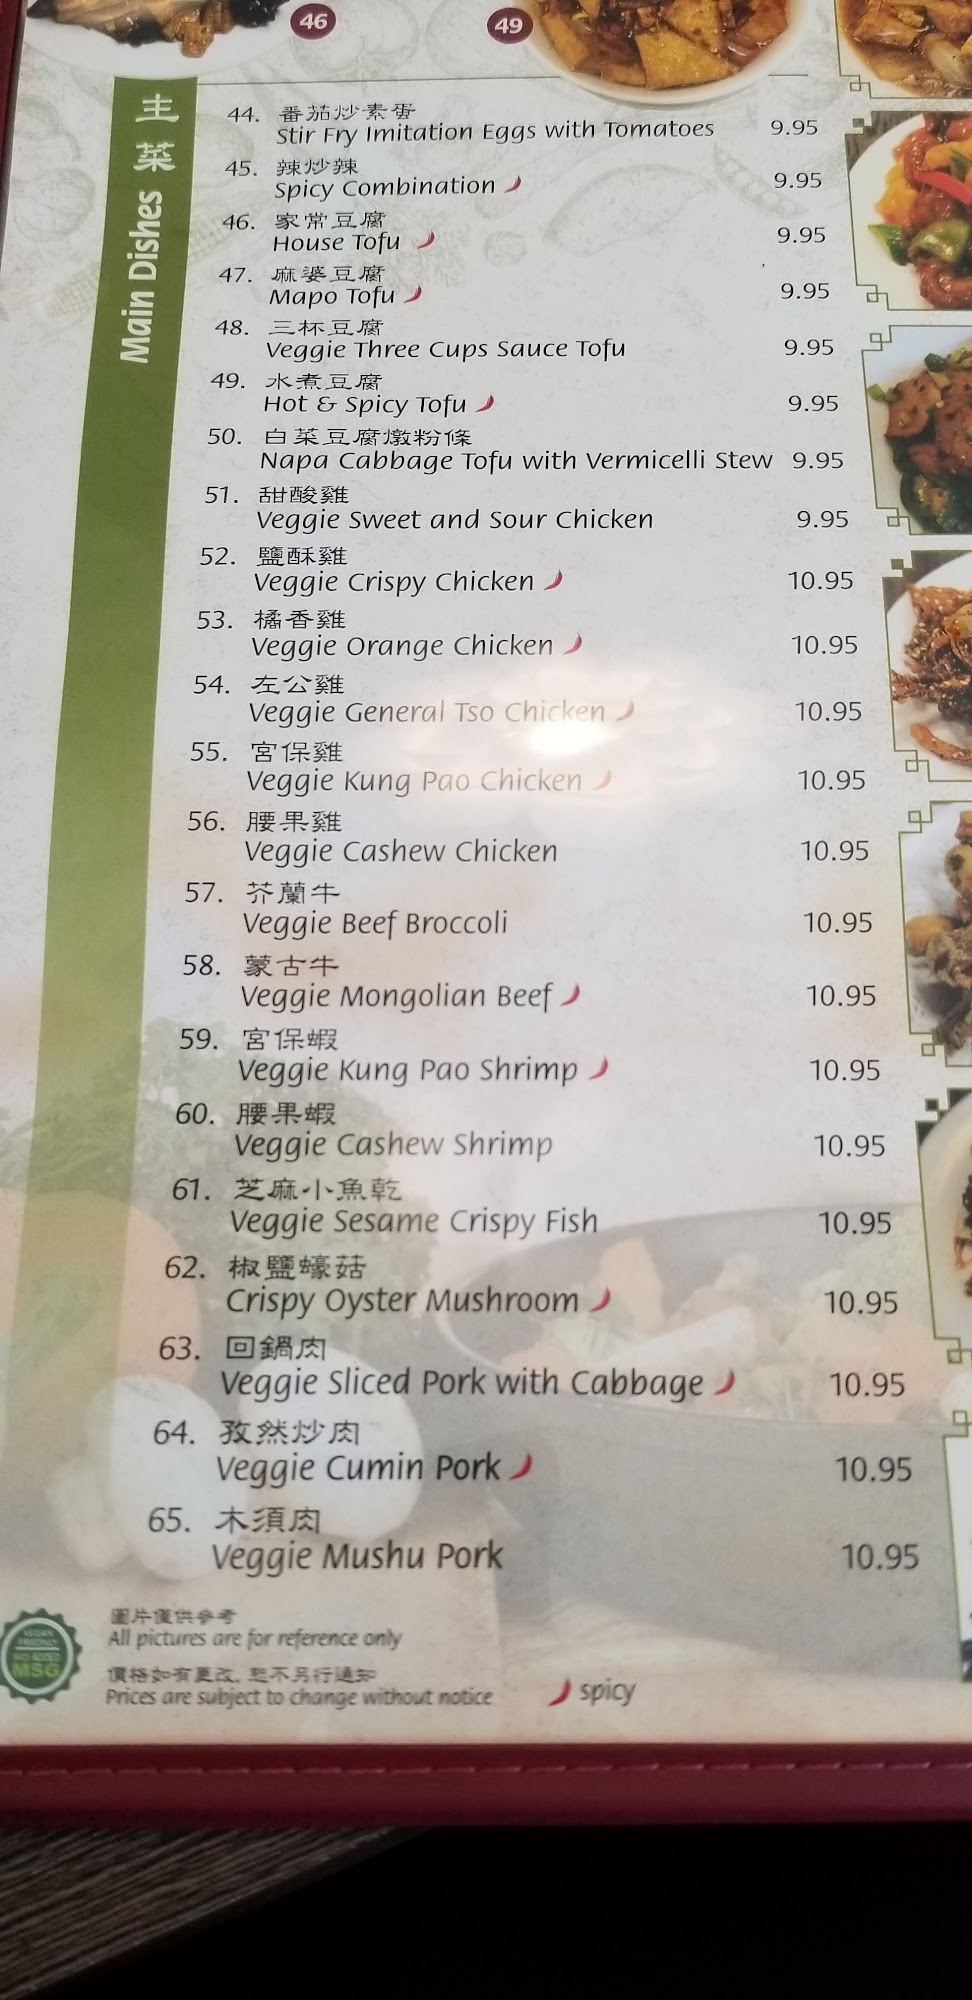 46
49
主菜 Main Dishes
44. 番茄炒素蛋
Stir Fry Imitation Eggs with Tomatoes 9.95
45. 辣炒辣
Spicy Combination 9.95
46. 家常豆腐
House Tofu 9.95
47. 麻婆豆腐
Mapo Tofu 9.95
48. 三杯豆腐
Veggie Three Cups Sauce Tofu 9.95
49. 水煮豆腐
Hot & Spicy Tofu 9.95
50. 白菜豆腐燉粉條
Napa Cabbage Tofu with Vermicelli Stew 9.95
51. 甜酸雞
Veggie Sweet and Sour Chicken 9.95
52. 鹽酥雞
Veggie Crispy Chicken 10.95
53. 橘香雞
Veggie Orange Chicken 10.95
54. 左公雞
Veggie General Tso Chicken 10.95
55. 宮保雞
Veggie Kung Pao Chicken 10.95
56. 腰果雞
Veggie Cashew Chicken 10.95
57. 芥蘭牛
Veggie Beef Broccoli 10.95
58. 蒙古牛
Veggie Mongolian Beef 10.95
59. 宮保蝦
Veggie Kung Pao Shrimp 10.95
60. 腰果蝦
Veggie Cashew Shrimp 10.95
61. 芝麻小魚乾
Veggie Sesame Crispy Fish 10.95
62. 椒鹽蠔菇
Crispy Oyster Mushroom 10.95
63. 回鍋肉
Veggie Sliced Pork with Cabbage 10.95
64. 孜然炒肉
Veggie Cumin Pork 10.95
65. 木須肉
Veggie Mushu Pork 10.95
VEGAN
FRIENDLY
NO ADDED
MSG
圖片僅供參考
All pictures are for reference only
價格如有更改, 恕不另行通知
Prices are subject to change without notice
spicy